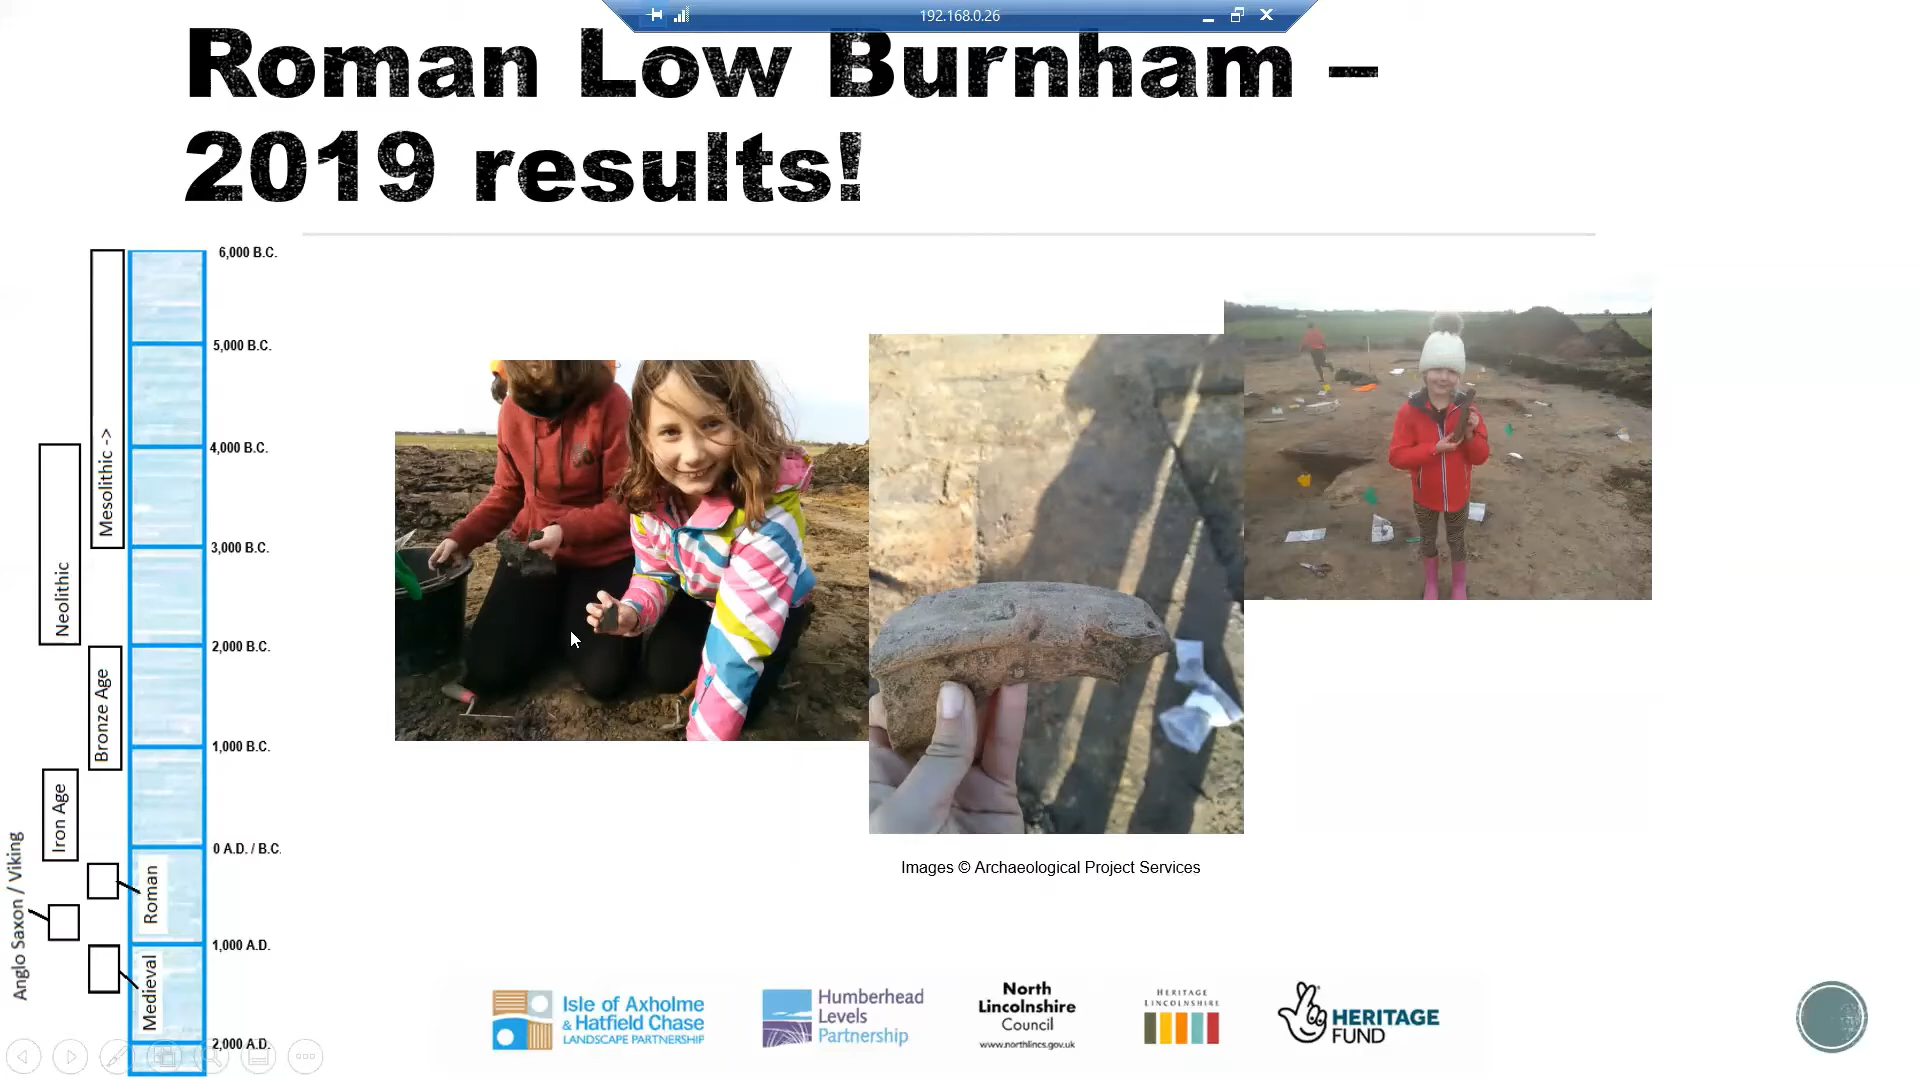 192.168.0.26
Roman Low Burnham –
2019 results!
6,000 B.C.
5,000 B.C.
4,000 B.C.
3,000 B.C.
2,000 B.C.
1,000 B.C.
0 A.D. / B.C.
1,000 A.D.
2,000 A.D.
Mesolithic ->
Neolithic
Bronze Age
Iron Age
Roman
Anglo Saxon / Viking
Medieval
Images © Archaeological Project Services
Isle of Axholme
& Hatfield Chase
LANDSCAPE PARTNERSHIP
Humberhead
Levels
Partnership
North
Lincolnshire
Council
www.northlincs.gov.uk
HERITAGE
LINCOLNSHIRE
HERITAGE
FUND